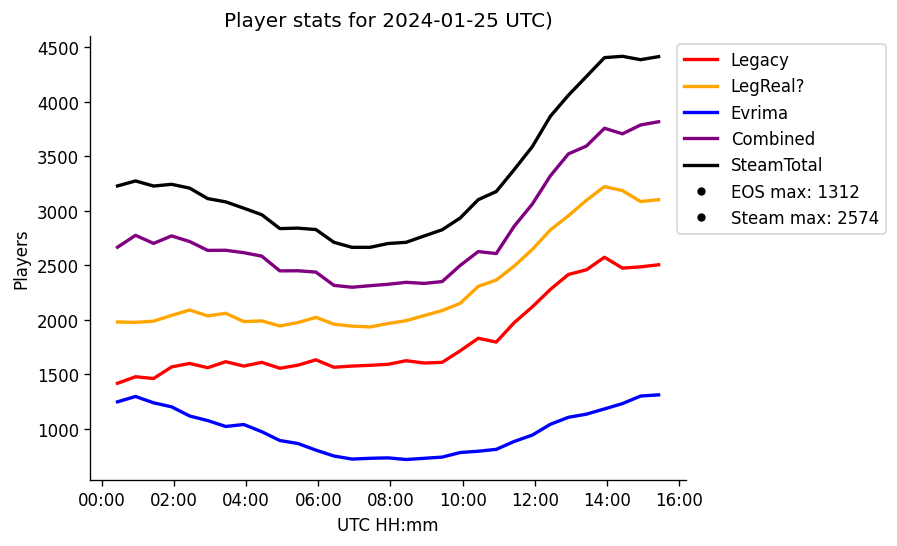 Player stats for 2024-01-25 UTC)
4500
4000
3500
3000
2500
2000
1500
1000
Players
00:00 02:00 04:00 06:00 08:00 10:00 12:00 14:00 16:00
UTC HH:mm
Legacy
LegReal?
Evrima
Combined
SteamTotal
EOS max: 1312
Steam max: 2574